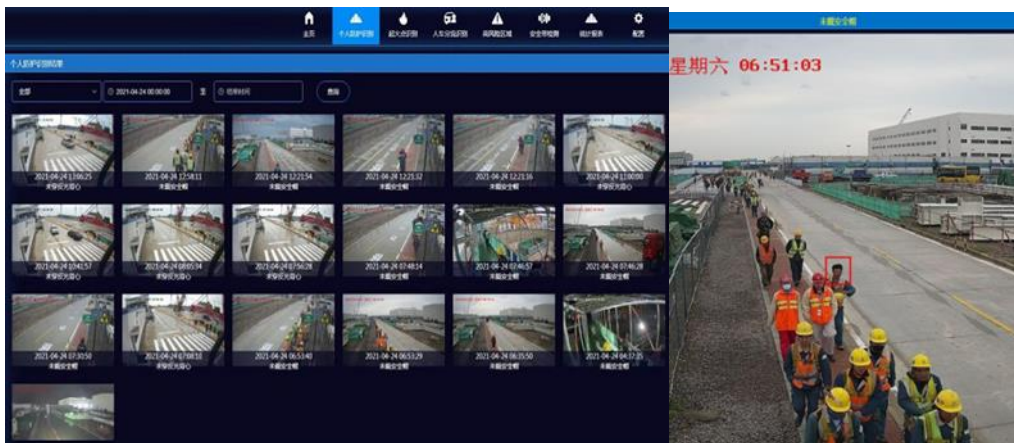 主页
个人防护识别
起火点识别
人车分流识别
高风险区域
安全带检测
统计报表
配置
个人防护识别结果
全部
2021-04-24 00:00:00
至
结束时间
查询
2021-04-24 13:06:25
未穿反光背心
2021-04-24 12:58:11
未戴安全帽
2021-04-24 12:21:54
未戴安全帽
2021-04-24 12:21:32
未戴安全帽
2021-04-24 12:21:16
未戴安全帽
2021-04-24 11:00:00
未穿反光背心
2021-04-24 10:41:57
未穿反光背心
2021-04-24 08:05:34
未穿反光背心
2021-04-24 07:56:28
未穿反光背心
2021-04-24 07:48:14
未戴安全帽
2021-04-24 07:46:57
未戴安全帽
2021-04-24 07:46:28
未戴安全帽
2021-04-24 07:30:50
未戴安全帽
2021-04-24 07:08:10
未穿反光背心
2021-04-24 06:53:40
未戴安全帽
2021-04-24 06:53:29
未戴安全帽
2021-04-24 06:35:50
未戴安全帽
2021-04-24 04:37:35
未戴安全帽
未戴安全帽
星期六 06:51:03